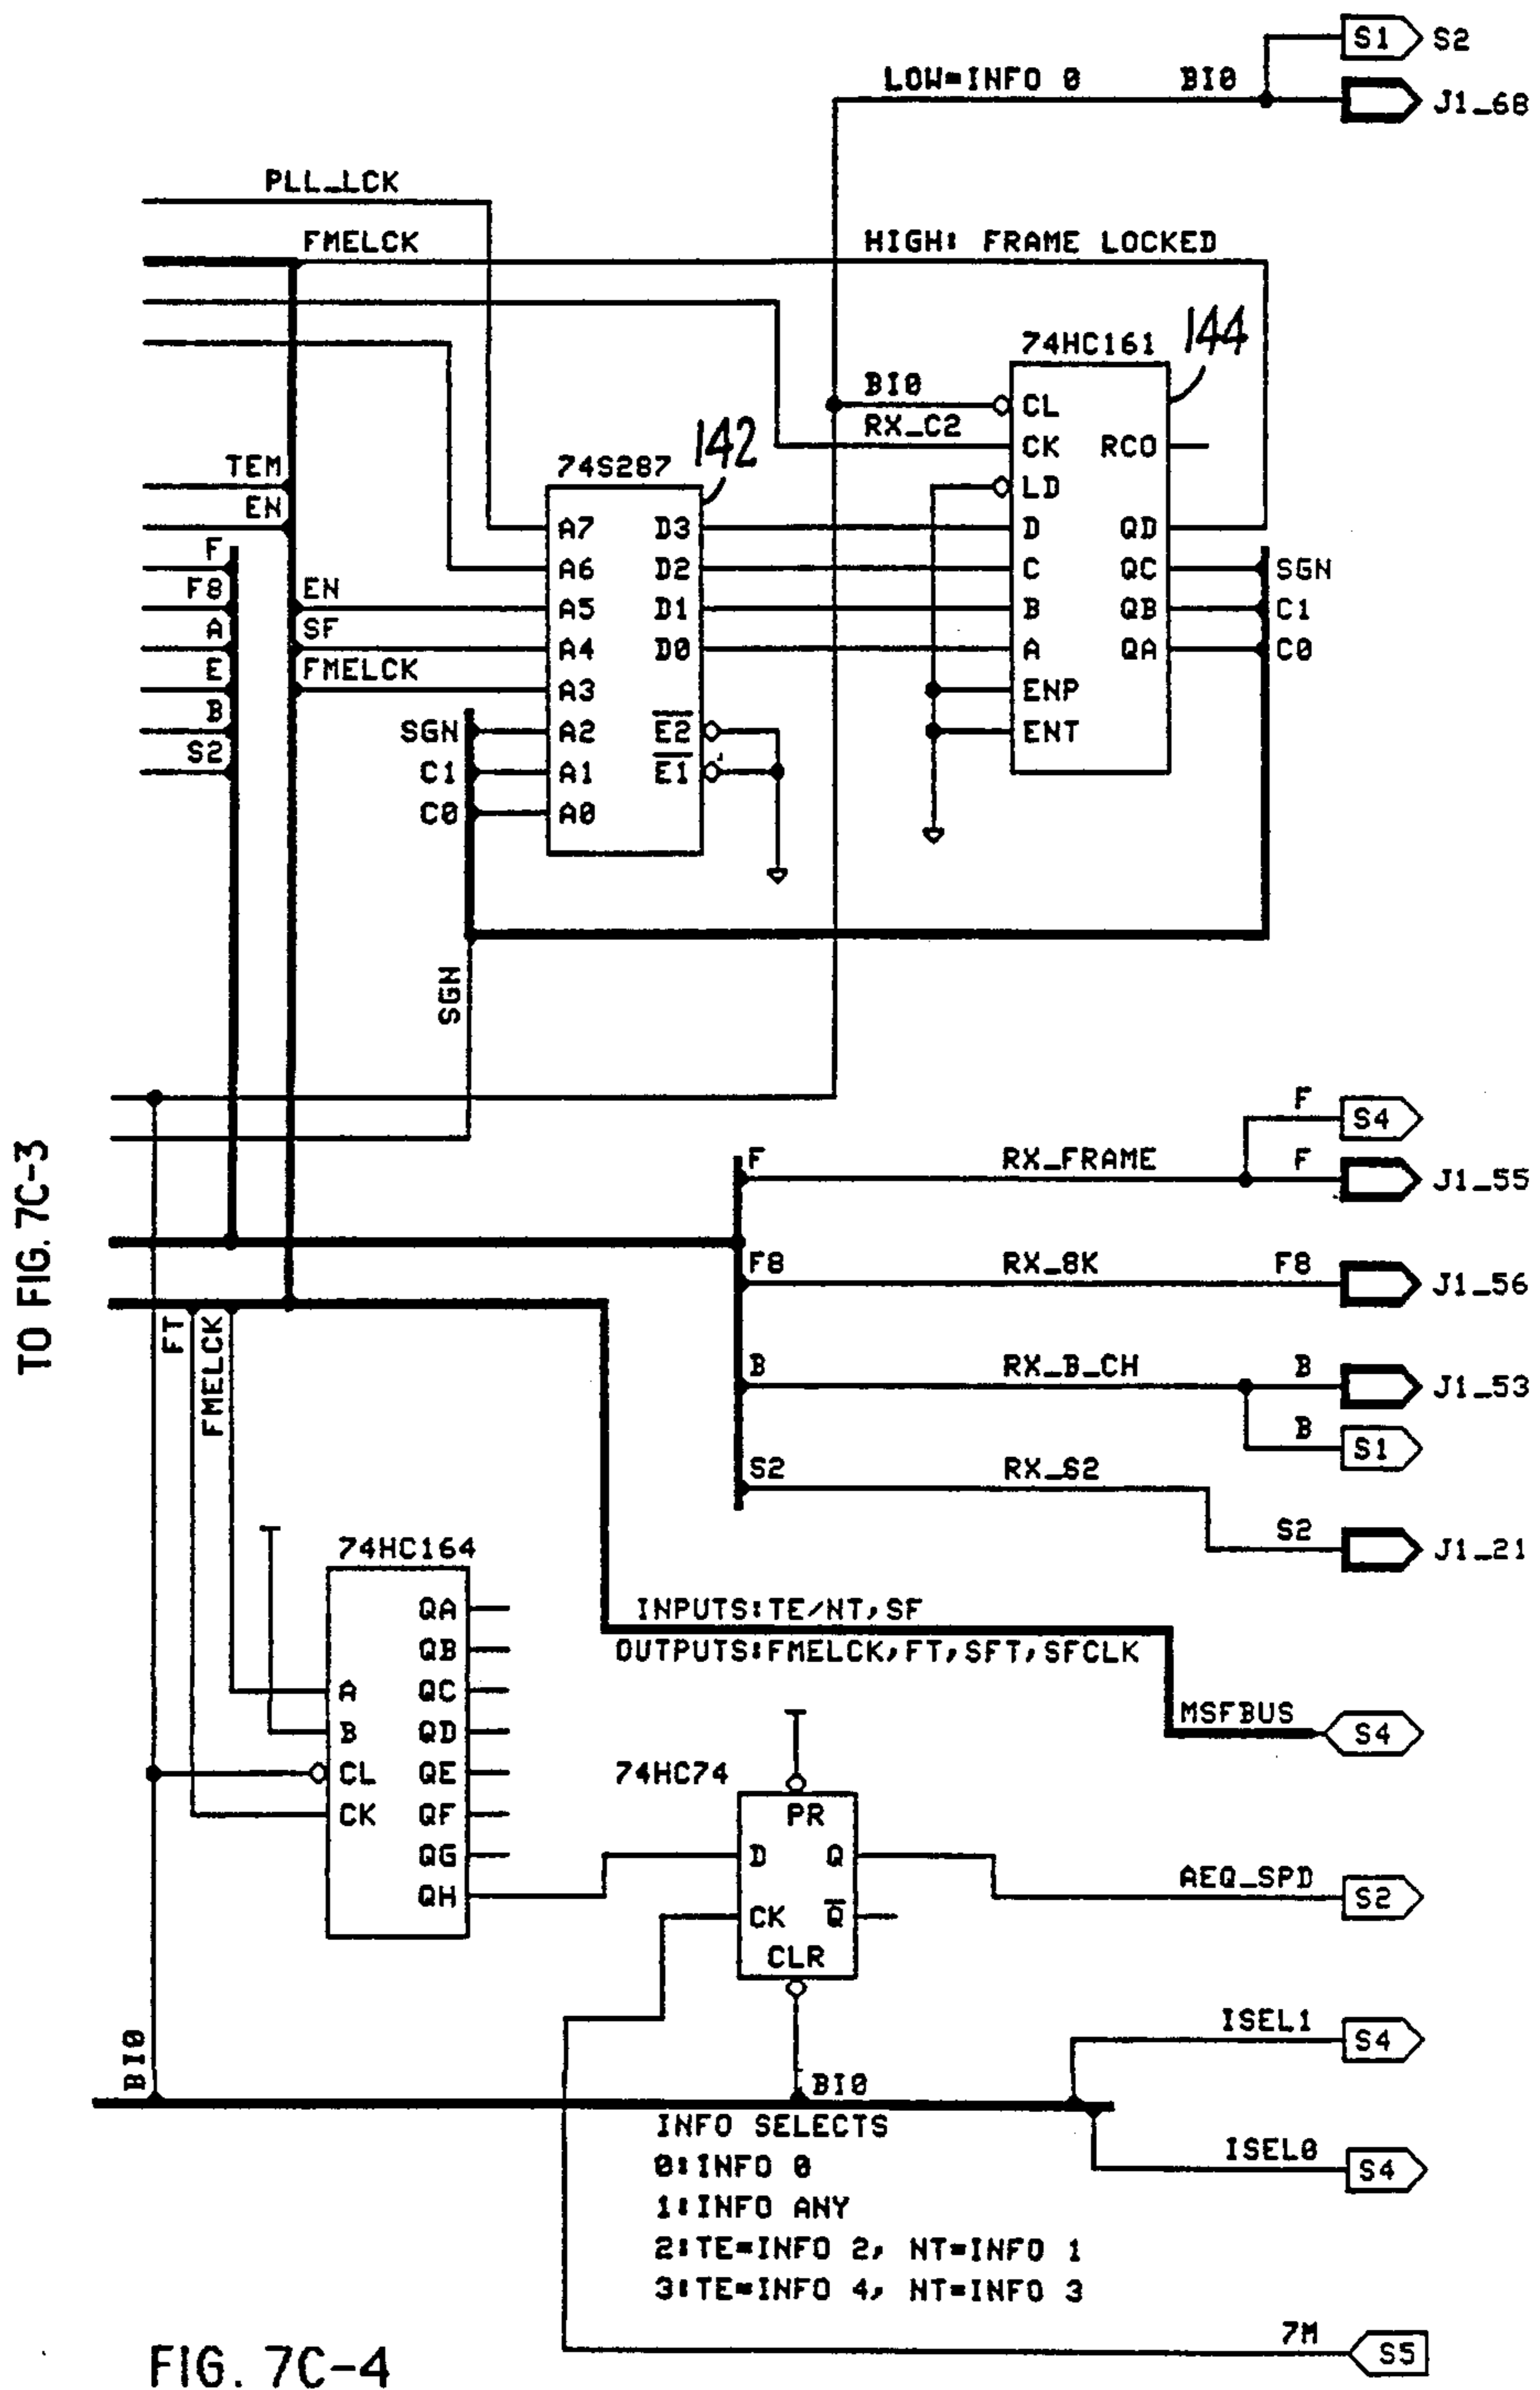 S1 S2
LOW=INFO 0 BI0
J1_68
PLL_LCK
FMELCK HIGH: FRAME LOCKED
74HC161 144
BI0 CL
RX_C2 CK RCO
74S287 142
TEM
LD
EN
A7 D3 D QD
F
A6 D2 C QC SGN
F8 EN
A5 D1 B QB C1
A SF
A4 D0 A QA C0
E FMELCK
A3 ENP
B
SGN A2 E2 ENT
S2
C1 A1 E1
C0 A0
SGN
F S4
F RX_FRAME F J1_55
F8 RX_8K F8 J1_56
TO FIG. 7C-3
FT
FMELCK
B RX_B_CH B J1_53
B S1
S2 RX_S2
S2 J1_21
74HC164
QA
QB
A QC
B QD
CL QE
CK QF
QG
QH
INPUTS:TE/NT,SF
OUTPUTS:FMELCK,FT,SFT,SFCLK
MSFBUS S4
74HC74
PR
D Q
CK Q
CLR
AEQ_SPD S2
ISEL1 S4
BI0
BI0
INFO SELECTS
0:INFO 0
1:INFO ANY
2:TE=INFO 2, NT=INFO 1
3:TE=INFO 4, NT=INFO 3
ISEL0 S4
7M S5
FIG. 7C-4